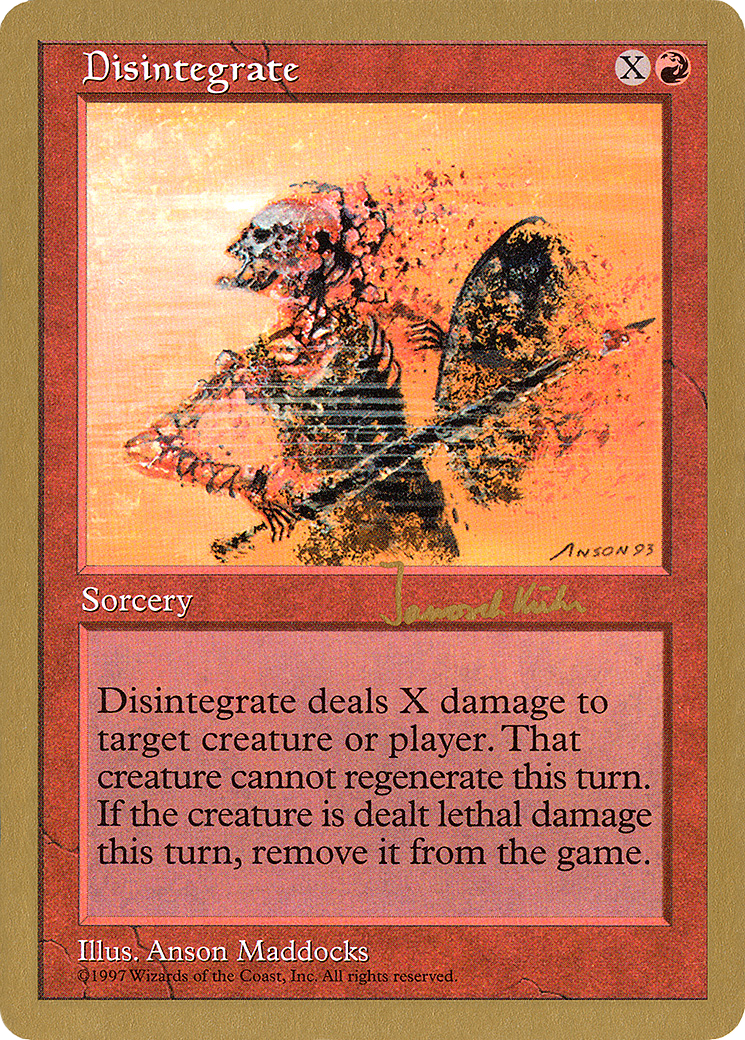 Disintegrate X
ANSON 93
Sorcery
Janosch Kühn
Disintegrate deals X damage to
target creature or player. That
creature cannot regenerate this turn.
If the creature is dealt lethal damage
this turn, remove it from the game.
Illus. Anson Maddocks
©1997 Wizards of the Coast, Inc. All rights reserved.